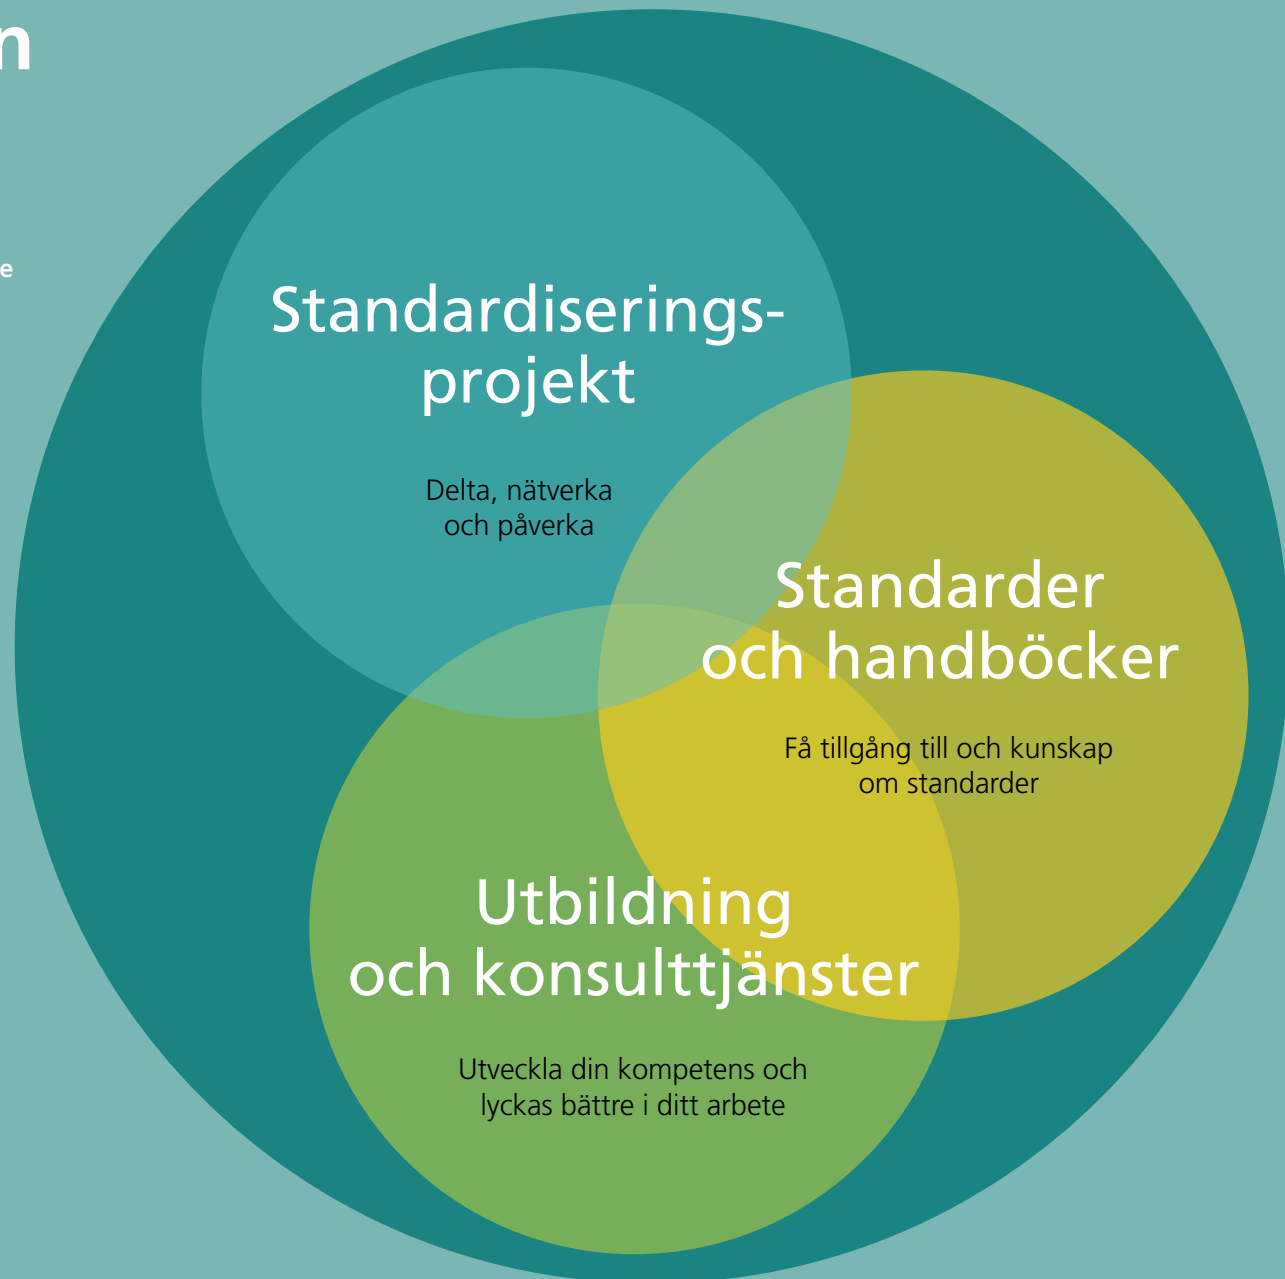 n
e
Standardiserings-
projekt
Delta, nätverka
och påverka
Standarder
och handböcker
Få tillgång till och kunskap
om standarder
Utbildning
och konsulttjänster
Utveckla din kompetens och
lyckas bättre i ditt arbete